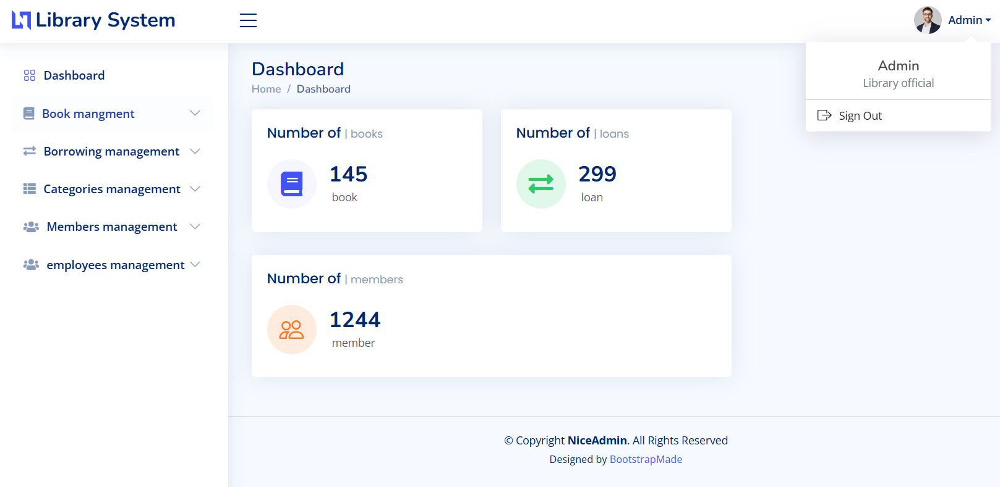 Library System
Admin
Admin
Library official
Sign Out
Dashboard
Book mangment
Borrowing management
Categories management
Members management
employees management
Dashboard
Home / Dashboard
Number of | books
145
book
Number of | loans
299
loan
Number of | members
1244
member
© Copyright NiceAdmin. All Rights Reserved
Designed by BootstrapMade